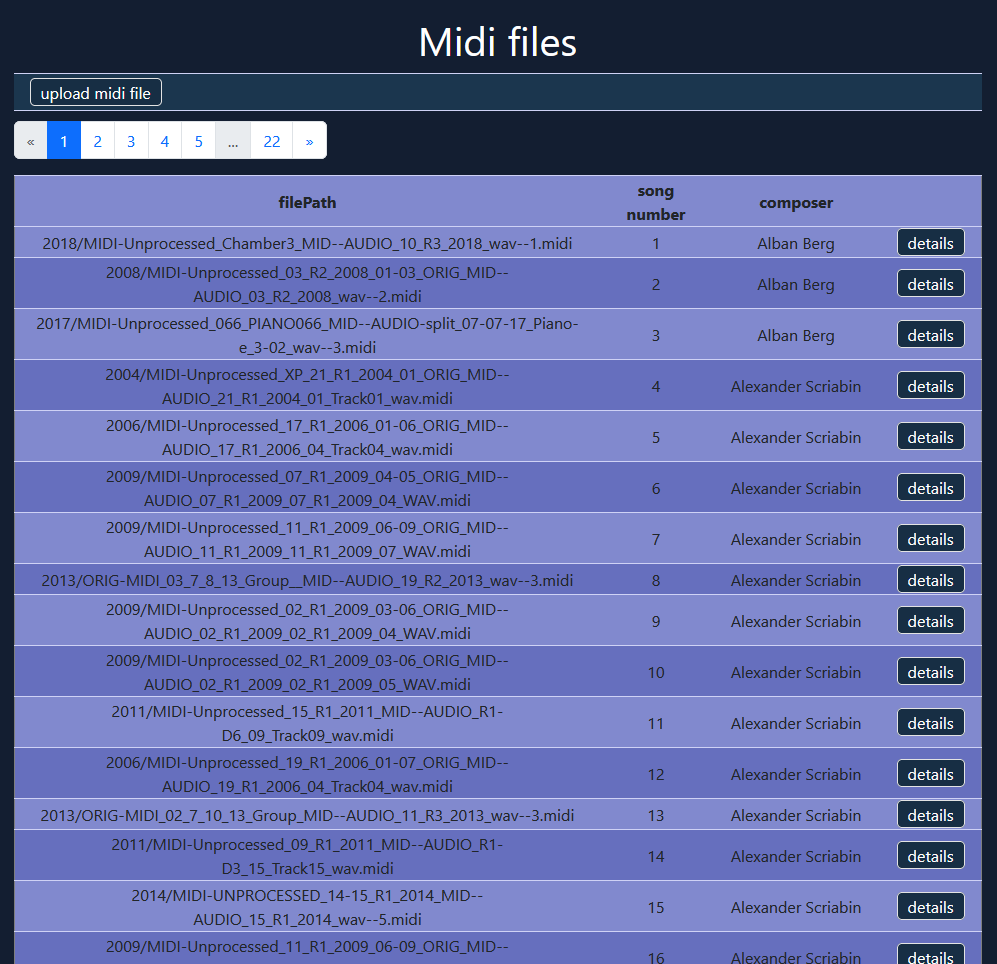 Midi files
upload midi file
« 1 2 3 4 5 ... 22 »
filePath song number composer
2018/MIDI-Unprocessed_Chamber3_MID--AUDIO_10_R3_2018_wav--1.midi 1 Alban Berg details
2008/MIDI-Unprocessed_03_R2_2008_01-03_ORIG_MID--
AUDIO_03_R2_2008_wav--2.midi 2 Alban Berg details
2017/MIDI-Unprocessed_066_PIANO066_MID--AUDIO-split_07-07-17_Piano-
e_3-02_wav--3.midi 3 Alban Berg details
2004/MIDI-Unprocessed_XP_21_R1_2004_01_ORIG_MID--
AUDIO_21_R1_2004_01_Track01_wav.midi 4 Alexander Scriabin details
2006/MIDI-Unprocessed_17_R1_2006_01-06_ORIG_MID--
AUDIO_17_R1_2006_04_Track04_wav.midi 5 Alexander Scriabin details
2009/MIDI-Unprocessed_07_R1_2009_04-05_ORIG_MID--
AUDIO_07_R1_2009_07_R1_2009_04_WAV.midi 6 Alexander Scriabin details
2009/MIDI-Unprocessed_11_R1_2009_06-09_ORIG_MID--
AUDIO_11_R1_2009_11_R1_2009_07_WAV.midi 7 Alexander Scriabin details
2013/ORIG-MIDI_03_7_8_13_Group__MID--AUDIO_19_R2_2013_wav--3.midi 8 Alexander Scriabin details
2009/MIDI-Unprocessed_02_R1_2009_03-06_ORIG_MID--
AUDIO_02_R1_2009_02_R1_2009_04_WAV.midi 9 Alexander Scriabin details
2009/MIDI-Unprocessed_02_R1_2009_03-06_ORIG_MID--
AUDIO_02_R1_2009_02_R1_2009_05_WAV.midi 10 Alexander Scriabin details
2011/MIDI-Unprocessed_15_R1_2011_MID--AUDIO_R1-
D6_09_Track09_wav.midi 11 Alexander Scriabin details
2006/MIDI-Unprocessed_19_R1_2006_01-07_ORIG_MID--
AUDIO_19_R1_2006_04_Track04_wav.midi 12 Alexander Scriabin details
2013/ORIG-MIDI_02_7_10_13_Group_MID--AUDIO_11_R3_2013_wav--3.midi 13 Alexander Scriabin details
2011/MIDI-Unprocessed_09_R1_2011_MID--AUDIO_R1-
D3_15_Track15_wav.midi 14 Alexander Scriabin details
2014/MIDI-UNPROCESSED_14-15_R1_2014_MID--
AUDIO_15_R1_2014_wav--5.midi 15 Alexander Scriabin details
2009/MIDI-Unprocessed_11_R1_2009_06-09_ORIG_MID--
16 Alexander Scriabin details